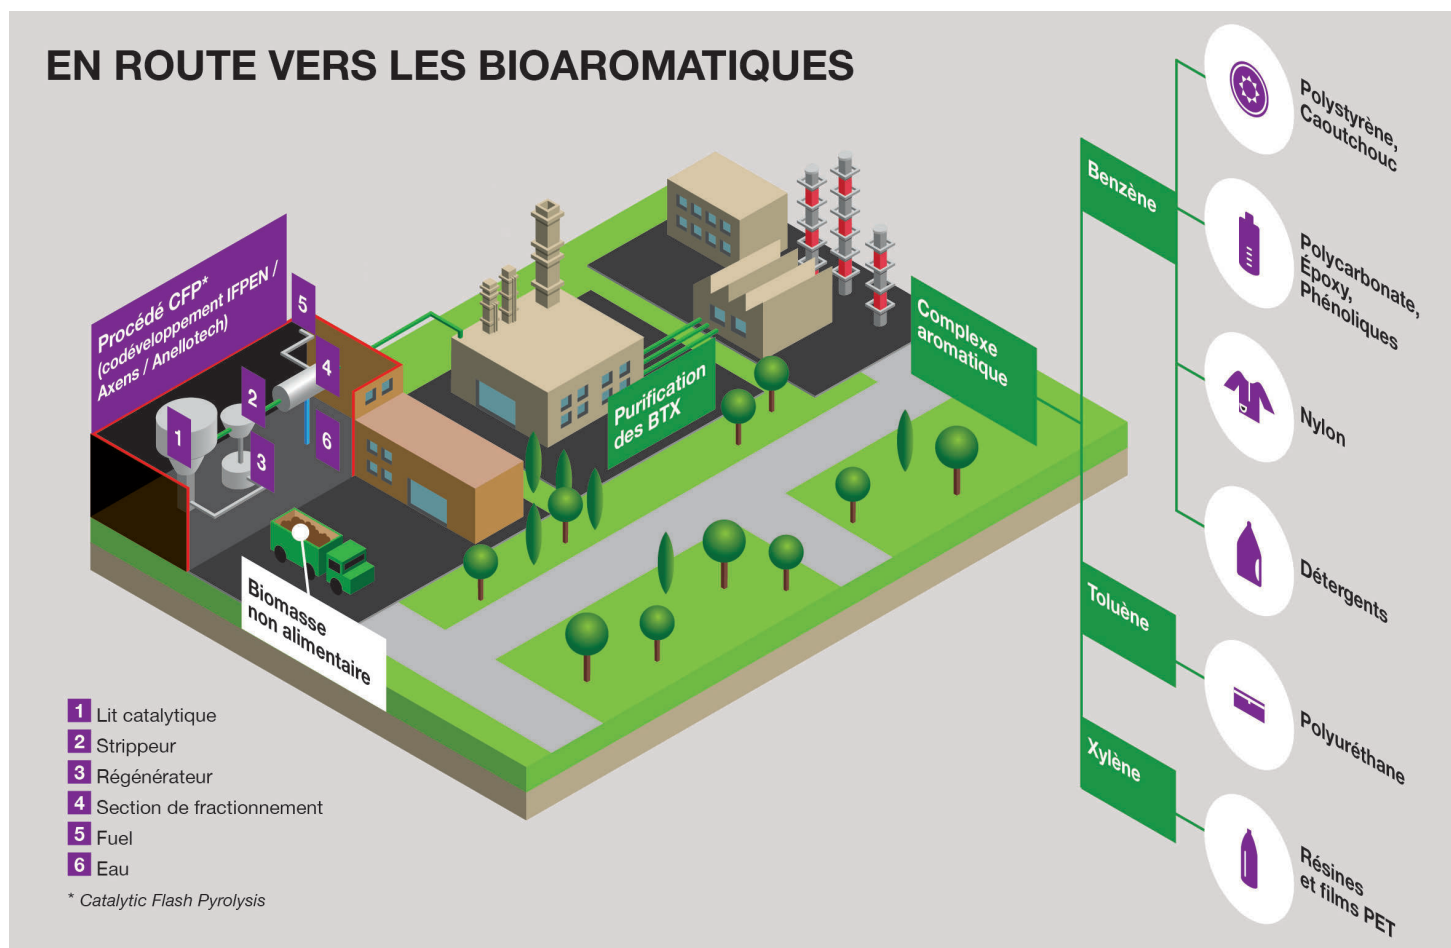 EN ROUTE VERS LES BIOAROMATIQUES
Procédé CFP*
(codéveloppement IFPEN /
Axens / Anellotech)
5
4
2
1
6
3
Purification
des BTX
Complexe
aromatique
Biomasse
non alimentaire
Benzène
Polystyrène,
Caoutchouc
Polycarbonate,
Époxy,
Phénoliques
Nylon
Détergents
Toluène
Polyuréthane
Xylène
Résines
et films PET
1 Lit catalytique
2 Strippeur
3 Régénérateur
4 Section de fractionnement
5 Fuel
6 Eau
* Catalytic Flash Pyrolysis